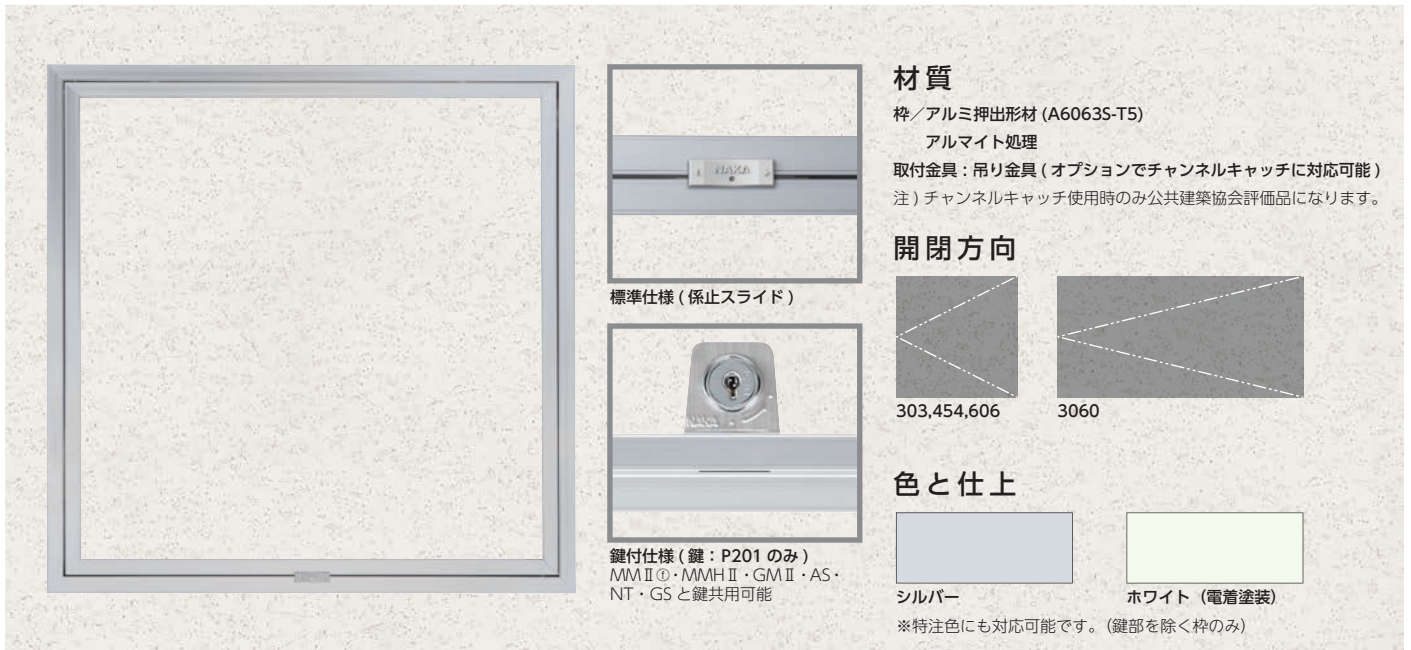 NAKA
標準仕様 ( 係止スライド )
NAKA
鍵付仕様 ( 鍵：P201 のみ )
MMⅡ①・MMHⅡ・GMⅡ・AS・
NT・GS と鍵共用可能
材質
枠／アルミ押出形材 (A6063S-T5)
アルマイト処理
取付金具：吊り金具 ( オプションでチャンネルキャッチに対応可能 )
注 ) チャンネルキャッチ使用時のみ公共建築協会評価品になります。
開閉方向
303,454,606
3060
色と仕上
シルバー
ホワイト（電着塗装）
※特注色にも対応可能です。（鍵部を除く枠のみ）